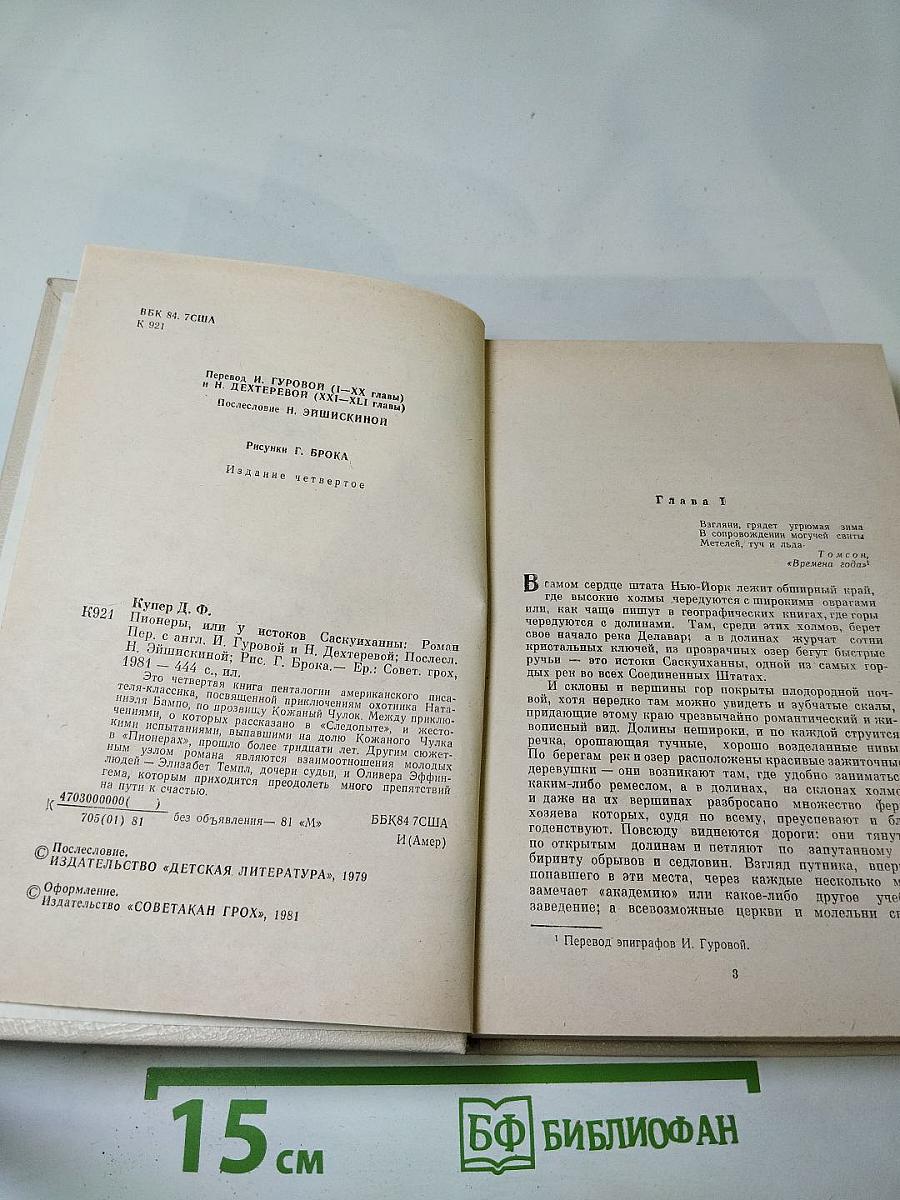 ВБК 84. 7США
К 921
Перевод И. ГУРОВОЙ (I—XX главы)
и Н. ДЕХТЕРЕВОЙ (XXI—XLI главы)
Послесловие Н. ЭЙШИСКИНОЙ
Рисунки Г. БРОКА
Издание четвертое
Купер Д. Ф.
К921 Пионеры, или у истоков Саскуиханны: Роман
Пер. с англ. И. Гуровой и Н. Дехтеревой; Послесл.
Н. Эйшискиной; Рис. Г. Брока.— Ер.: Совет. грох,
1981 — 444 с., ил.
Это четвертая книга пенталогии американского писа-
теля-классика, посвященной приключениям охотника Ната-
ниэля Бампо, по прозвищу Кожаный Чулок. Между приклю-
чениями, о которых рассказано в «Следопыте», и жесто-
кими испытаниями, выпавшими на долю Кожаного Чулка
в «Пионерах», прошло более тридцати лет. Другим сюжет-
ным узлом романа являются взаимоотношения молодых
людей — Элизабет Темпл, дочери судьи, и Оливера Эффин-
гема, которым приходится преодолеть много препятствий
на пути к счастью.
К 4703000000( )
705(01) 81 без объявления— 81 «М» ББК84 7США
И (Амер)
© Послесловие.
ИЗДАТЕЛЬСТВО «ДЕТСКАЯ ЛИТЕРАТУРА», 1979
© Оформление.
Издательство «СОВЕТАКАН ГРОХ», 1981
Глава I
Взгляни, грядет угрюмая зима
В сопровождении могучей свиты
Метелей, туч и льда.
Томсон,
«Времена года»¹
В самом сердце штата Нью-Йорк лежит обширный край,
где высокие холмы чередуются с широкими оврагами
или, как чаще пишут в географических книгах, где горы
чередуются с долинами. Там, среди этих холмов, берет
свое начало река Делавар; а в долинах журчат сотни
кристальных ключей, из прозрачных озер бегут быстрые
ручьи — это истоки Саскуиханны, одной из самых гор-
дых рек во всех Соединенных Штатах.
И склоны и вершины гор покрыты плодородной поч-
вой, хотя нередко там можно увидеть и зубчатые скалы,
придающие этому краю чрезвычайно романтический и жи-
вописный вид. Долины нешироки, и по каждой струится
речка, орошающая тучные, хорошо возделанные нивы.
По берегам рек и озер расположены красивые зажиточные
деревушки — они возникают там, где удобно заниматься
каким-либо ремеслом, а в долинах, на склонах холмо
и даже на их вершинах разбросано множество фер
хозяева которых, судя по всему, преуспевают и бл
годенствуют. Повсюду виднеются дороги: они тянут
по открытым долинам и петляют по запутанному
биринту обрывов и седловин. Взгляд путника, впер
попавшего в эти места, через каждые несколько м
замечает «академию» или какое-либо другое учеб
заведение; а всевозможные церкви и молельни св
¹ Перевод эпиграфов И. Гуровой.
3
15 см
БФ БИБЛИОФАН